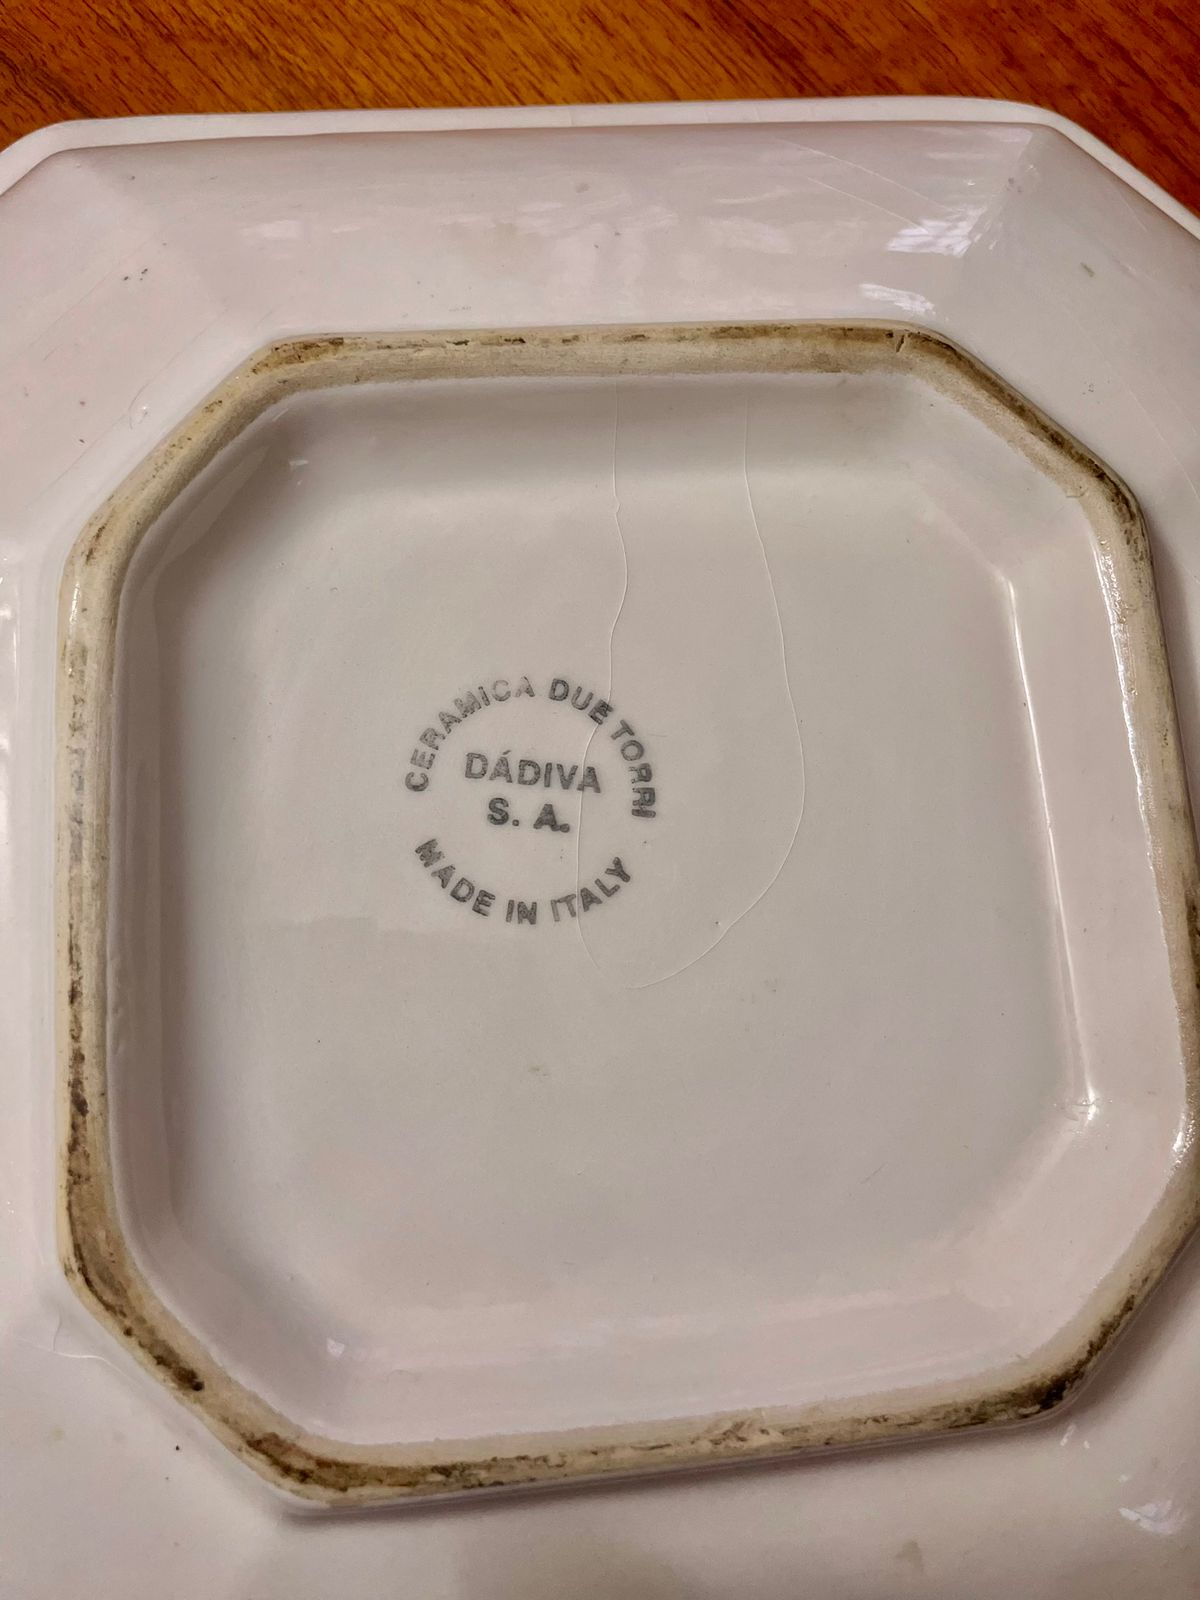 CERAMICA DUE TORRI
DÁDIVA
S. A.
MADE IN ITALY